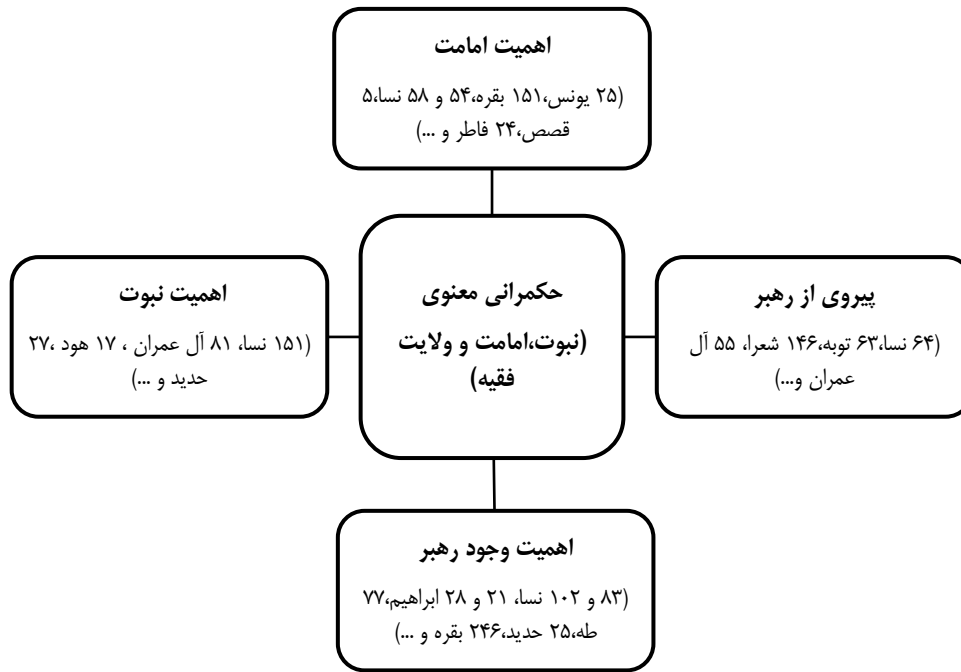 اهمیت امامت
(۲۵ یونس،۱۵۱ بقره،۵۴ و ۵۸ نسا،۵
قصص،۲۴ فاطر و ...)
پیروی از رهبر
(۶۴ نسا،۶۳ توبه،۱۴۶ شعرا، ۵۵ آل
عمران و...)
حکمرانی معنوی
(نبوت،امامت و ولایت
فقیه)
اهمیت نبوت
(۱۵۱ نسا، ۸۱ آل عمران ، ۱۷ هود ،۲۷
حدید و ...)
اهمیت وجود رهبر
(۸۳ و ۱۰۲ نسا، ۲۱ و ۲۸ ابراهیم،۷۷
طه،۲۵ حدید،۲۴۶ بقره و ...)